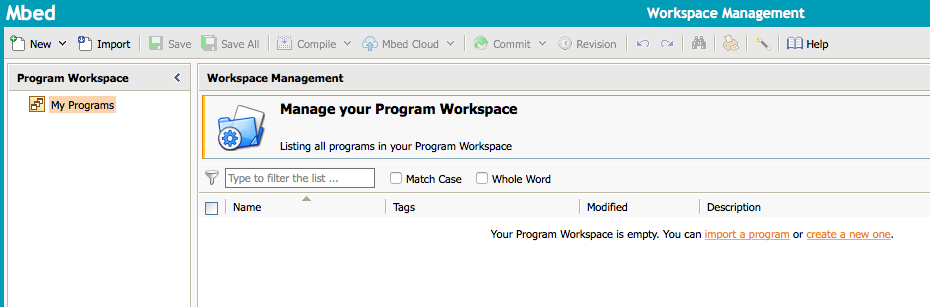 Mbed
Workspace Management
New Import Save Save All Compile Mbed Cloud Commit Revision Help
Program Workspace
My Programs
Workspace Management
Manage your Program Workspace
Listing all programs in your Program Workspace
Type to filter the list ... Match Case Whole Word
Name Tags Modified Description
Your Program Workspace is empty. You can import a program or create a new one.